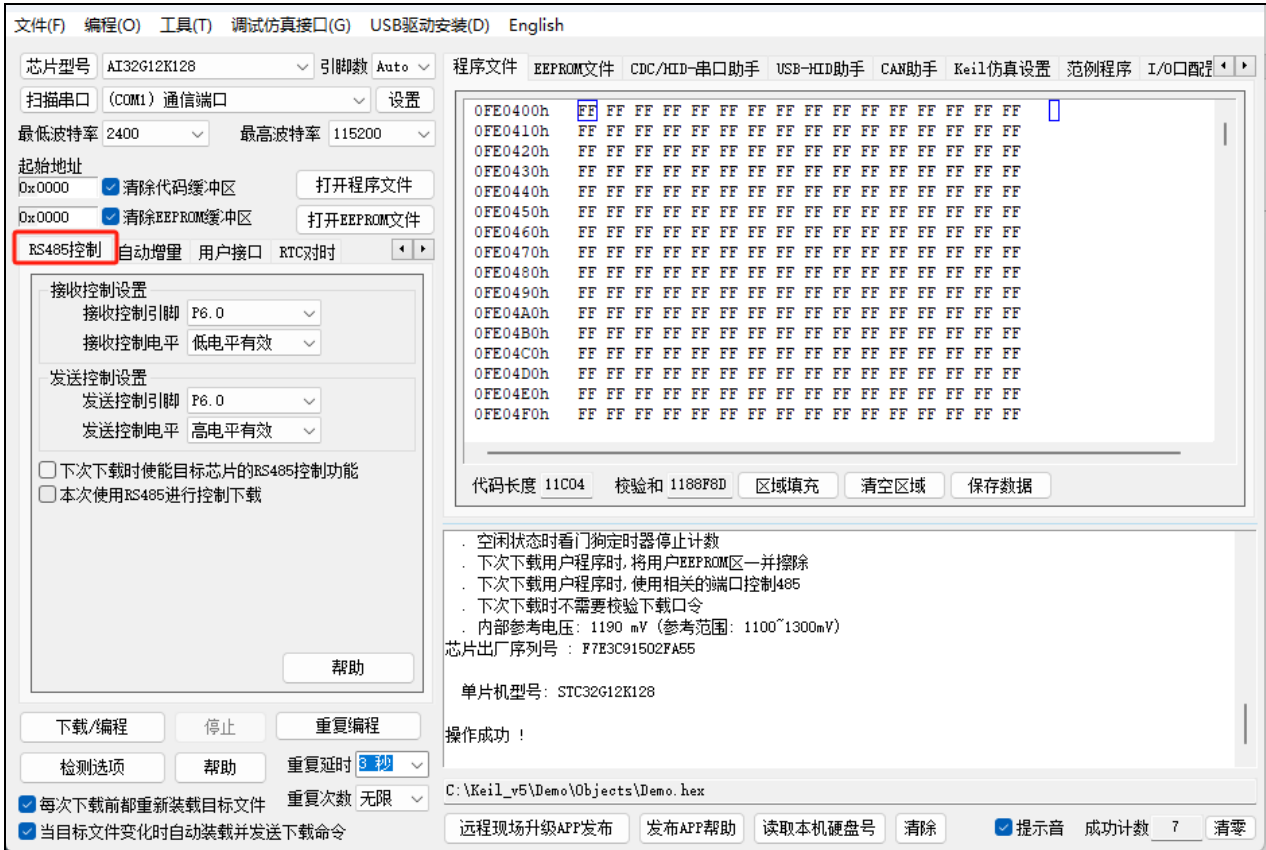 文件(F) 编程(O) 工具(T) 调试仿真接口(G) USB驱动安装(D) English
芯片型号 AI32G12K128 引脚数 Auto
扫描串口 (COM1) 通信端口 设置
最低波特率 2400 最高波特率 115200
起始地址
0x0000 清除代码缓冲区 打开程序文件
0x0000 清除EEPROM缓冲区 打开EEPROM文件
RS485控制 自动增量 用户接口 RTC对时
接收控制设置
接收控制引脚 P6.0
接收控制电平 低电平有效
发送控制设置
发送控制引脚 P6.0
发送控制电平 高电平有效
下次下载时使能目标芯片的RS485控制功能
本次使用RS485进行控制下载
帮助
下载/编程 停止 重复编程
检测选项 帮助 重复延时 3 秒
每次下载前都重新装载目标文件 重复次数 无限
当目标文件变化时自动装载并发送下载命令
程序文件 EEPROM文件 CDC/HID-串口助手 USB-HID助手 CAN助手 Keil仿真设置 范例程序 I/O口配
0FE0400h FF FF FF FF FF FF FF FF FF FF FF FF FF FF FF FF
0FE0410h FF FF FF FF FF FF FF FF FF FF FF FF FF FF FF FF
0FE0420h FF FF FF FF FF FF FF FF FF FF FF FF FF FF FF FF
0FE0430h FF FF FF FF FF FF FF FF FF FF FF FF FF FF FF FF
0FE0440h FF FF FF FF FF FF FF FF FF FF FF FF FF FF FF FF
0FE0450h FF FF FF FF FF FF FF FF FF FF FF FF FF FF FF FF
0FE0460h FF FF FF FF FF FF FF FF FF FF FF FF FF FF FF FF
0FE0470h FF FF FF FF FF FF FF FF FF FF FF FF FF FF FF FF
0FE0480h FF FF FF FF FF FF FF FF FF FF FF FF FF FF FF FF
0FE0490h FF FF FF FF FF FF FF FF FF FF FF FF FF FF FF FF
0FE04A0h FF FF FF FF FF FF FF FF FF FF FF FF FF FF FF FF
0FE04B0h FF FF FF FF FF FF FF FF FF FF FF FF FF FF FF FF
0FE04C0h FF FF FF FF FF FF FF FF FF FF FF FF FF FF FF FF
0FE04D0h FF FF FF FF FF FF FF FF FF FF FF FF FF FF FF FF
0FE04E0h FF FF FF FF FF FF FF FF FF FF FF FF FF FF FF FF
0FE04F0h FF FF FF FF FF FF FF FF FF FF FF FF FF FF FF FF
代码长度 11C04 校验和 1188F8D 区域填充 清空区域 保存数据
. 空闲状态时看门狗定时器停止计数
. 下次下载用户程序时,将用户EEPROM区一并擦除
. 下次下载用户程序时,使用相关的端口控制485
. 下次下载时不需要校验下载口令
. 内部参考电压: 1190 mV (参考范围: 1100~1300mV)
芯片出厂序列号 : F7E3C91502FA55
单片机型号: STC32G12K128
操作成功 !
C:\Keil_v5\Demo\Objects\Demo.hex
远程现场升级APP发布 发布APP帮助 读取本机硬盘号 清除 提示音 成功计数 7 清零